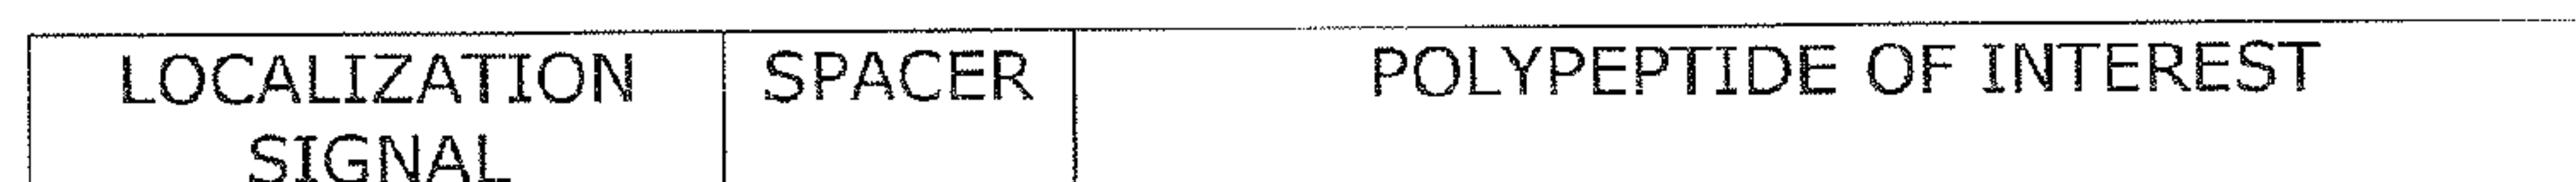 LOCALIZATION SIGNAL
SPACER
POLYPEPTIDE OF INTEREST